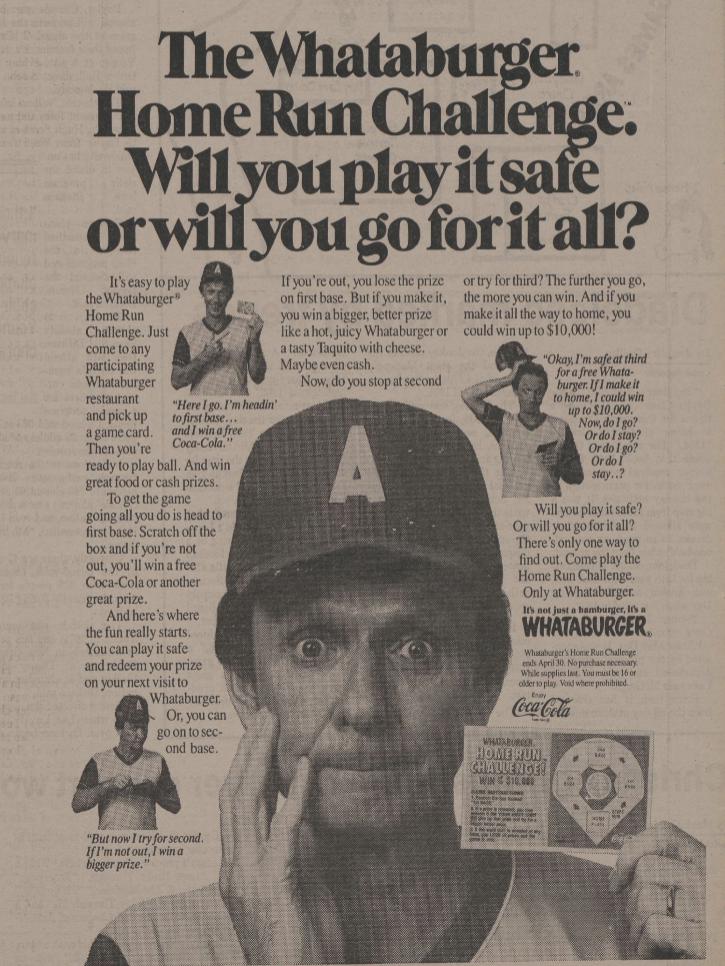 The Whataburger®
Home Run Challenge.™
Will you play it safe
or will you go for it all?
It's easy to play
the Whataburger®
Home Run
Challenge. Just
come to any
participating
Whataburger
restaurant
and pick up
a game card.
Then you're
ready to play ball. And win
great food or cash prizes.
To get the game
going all you do is head to
first base. Scratch off the
box and if you're not
out, you'll win a free
Coca-Cola or another
great prize.
And here's where
the fun really starts.
You can play it safe
and redeem your prize
on your next visit to
Whataburger.
Or, you can
go on to sec-
ond base.
"Here I go. I'm headin'
to first base...
and I win a free
Coca-Cola."
"But now I try for second.
If I'm not out, I win a
bigger prize."
If you're out, you lose the prize
on first base. But if you make it,
you win a bigger, better prize
like a hot, juicy Whataburger or
a tasty Taquito with cheese.
Maybe even cash.
Now, do you stop at second
or try for third? The further you go,
the more you can win. And if you
make it all the way to home, you
could win up to $10,000!
"Okay, I'm safe at third
for a free Whata-
burger. If I make it
to home, I could win
up to $10,000.
Now, do I go?
Or do I stay?
Or do I go?
Or do I
stay..?
A
A
A
Will you play it safe?
Or will you go for it all?
There's only one way to
find out. Come play the
Home Run Challenge.
Only at Whataburger.
It's not just a hamburger, it's a
WHATABURGER®
Whataburger's Home Run Challenge
ends April 30. No purchase necessary.
While supplies last. You must be 16 or
older to play. Void where prohibited.
Enjoy
Coca-Cola
WHATABURGER
HOME RUN
CHALLENGE!
WIN $10,000
HOME
PLATE